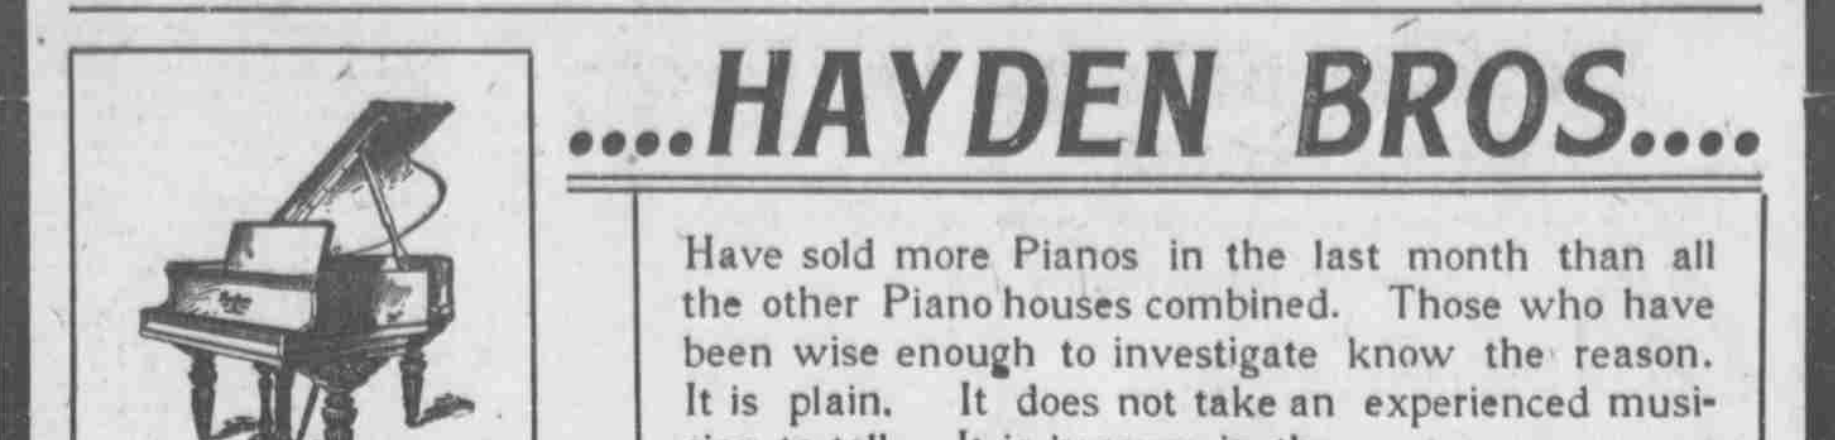 ....HAYDEN BROS....
Have sold more Pianos in the last month than all
the other Piano houses combined. Those who have
been wise enough to investigate know the reason.
It is plain. It does not take an experienced musi-